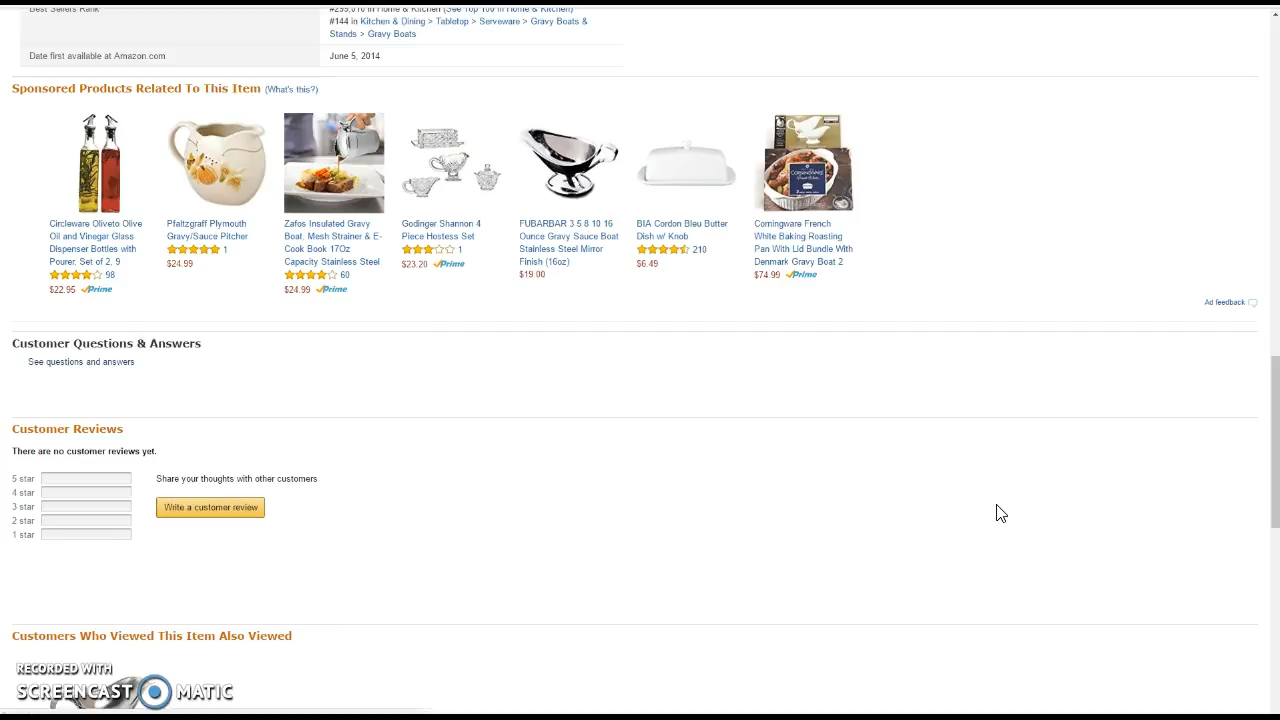 Best Sellers Rank
#299,610 in Home & Kitchen (See Top 100 in Home & Kitchen)
#144 in Kitchen & Dining > Tabletop > Serveware > Gravy Boats &
Stands > Gravy Boats
Date first available at Amazon.com
June 5, 2014
Sponsored Products Related To This Item (What's this?)
Circleware Oliveto Olive
Oil and Vinegar Glass
Dispenser Bottles with
Pourer, Set of 2, 9
98
$22.95 Prime
Pfaltzgraff Plymouth
Gravy/Sauce Pitcher
1
$24.99
Zafos Insulated Gravy
Boat, Mesh Strainer & E-
Cook Book 17Oz
Capacity Stainless Steel
60
$24.99 Prime
Godinger Shannon 4
Piece Hostess Set
1
$23.20 Prime
FUBARBAR 3 5.8 10 16
Ounce Gravy Sauce Boat
Stainless Steel Mirror
Finish (16oz)
$19.00
BIA Cordon Bleu Butter
Dish w/ Knob
210
$6.49
CORNINGWARE
Corningware French
White Baking Roasting
Pan With Lid Bundle With
Denmark Gravy Boat 2
$74.99 Prime
Ad feedback
Customer Questions & Answers
See questions and answers
Customer Reviews
There are no customer reviews yet.
5 star
4 star
3 star
2 star
1 star
Share your thoughts with other customers
Write a customer review
Customers Who Viewed This Item Also Viewed
RECORDED WITH
SCREENCAST MATIC